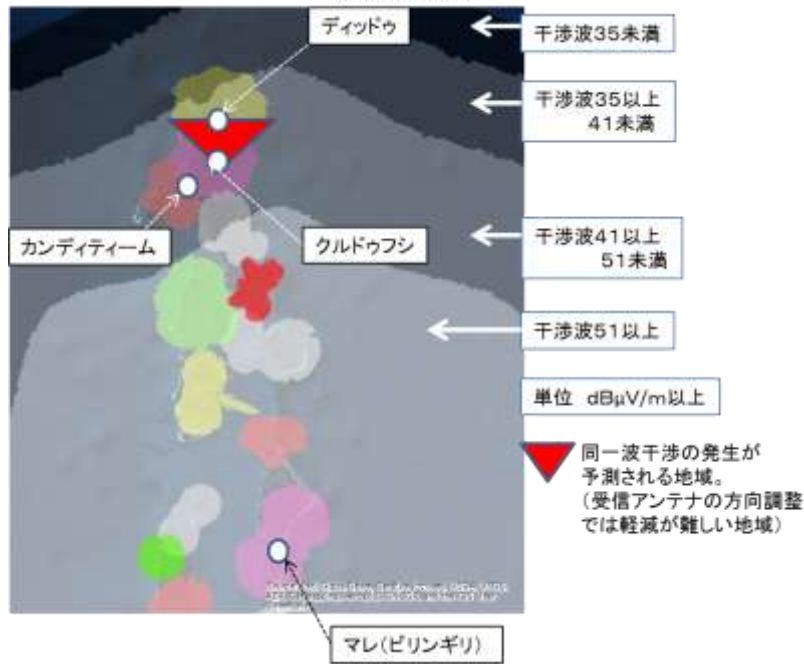 ディッドゥ
干渉波35未満
干渉波35以上
41未満
カンディティーム
クルドゥフシ
干渉波41以上
51未満
干渉波51以上
単位 dBμV/m以上
同一波干渉の発生が
予測される地域。
(受信アンテナの方向調整
では軽減が難しい地域)
マレ(ビリンギリ)